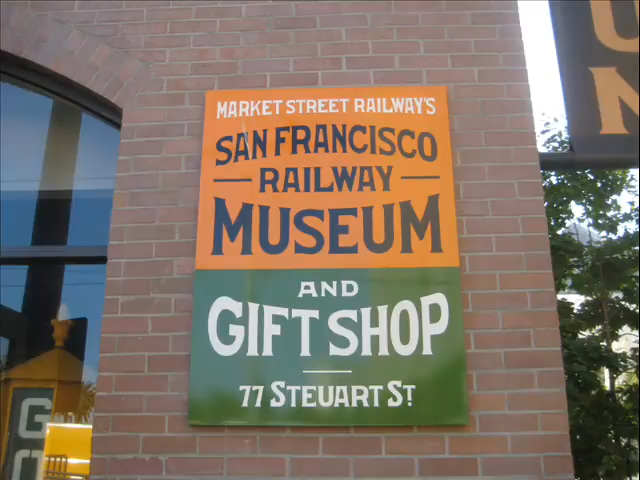 MARKET STREET RAILWAY'S
SAN FRANCISCO
RAILWAY
MUSEUM
AND
GIFT SHOP
77 STEUART ST